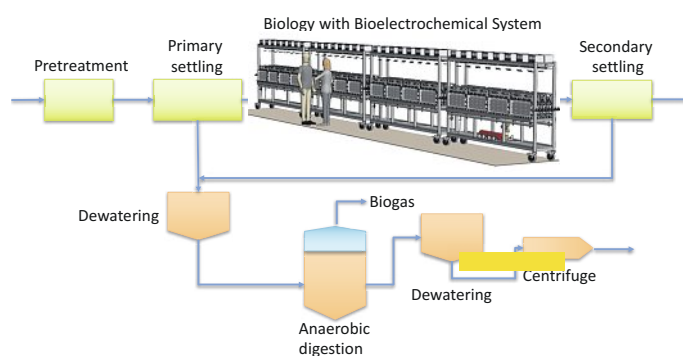 Biology with Bioelectrochemical System
Primary
settling
Secondary
settling
Pretreatment
Dewatering
Biogas
Dewatering
Centrifuge
Anaerobic
digestion